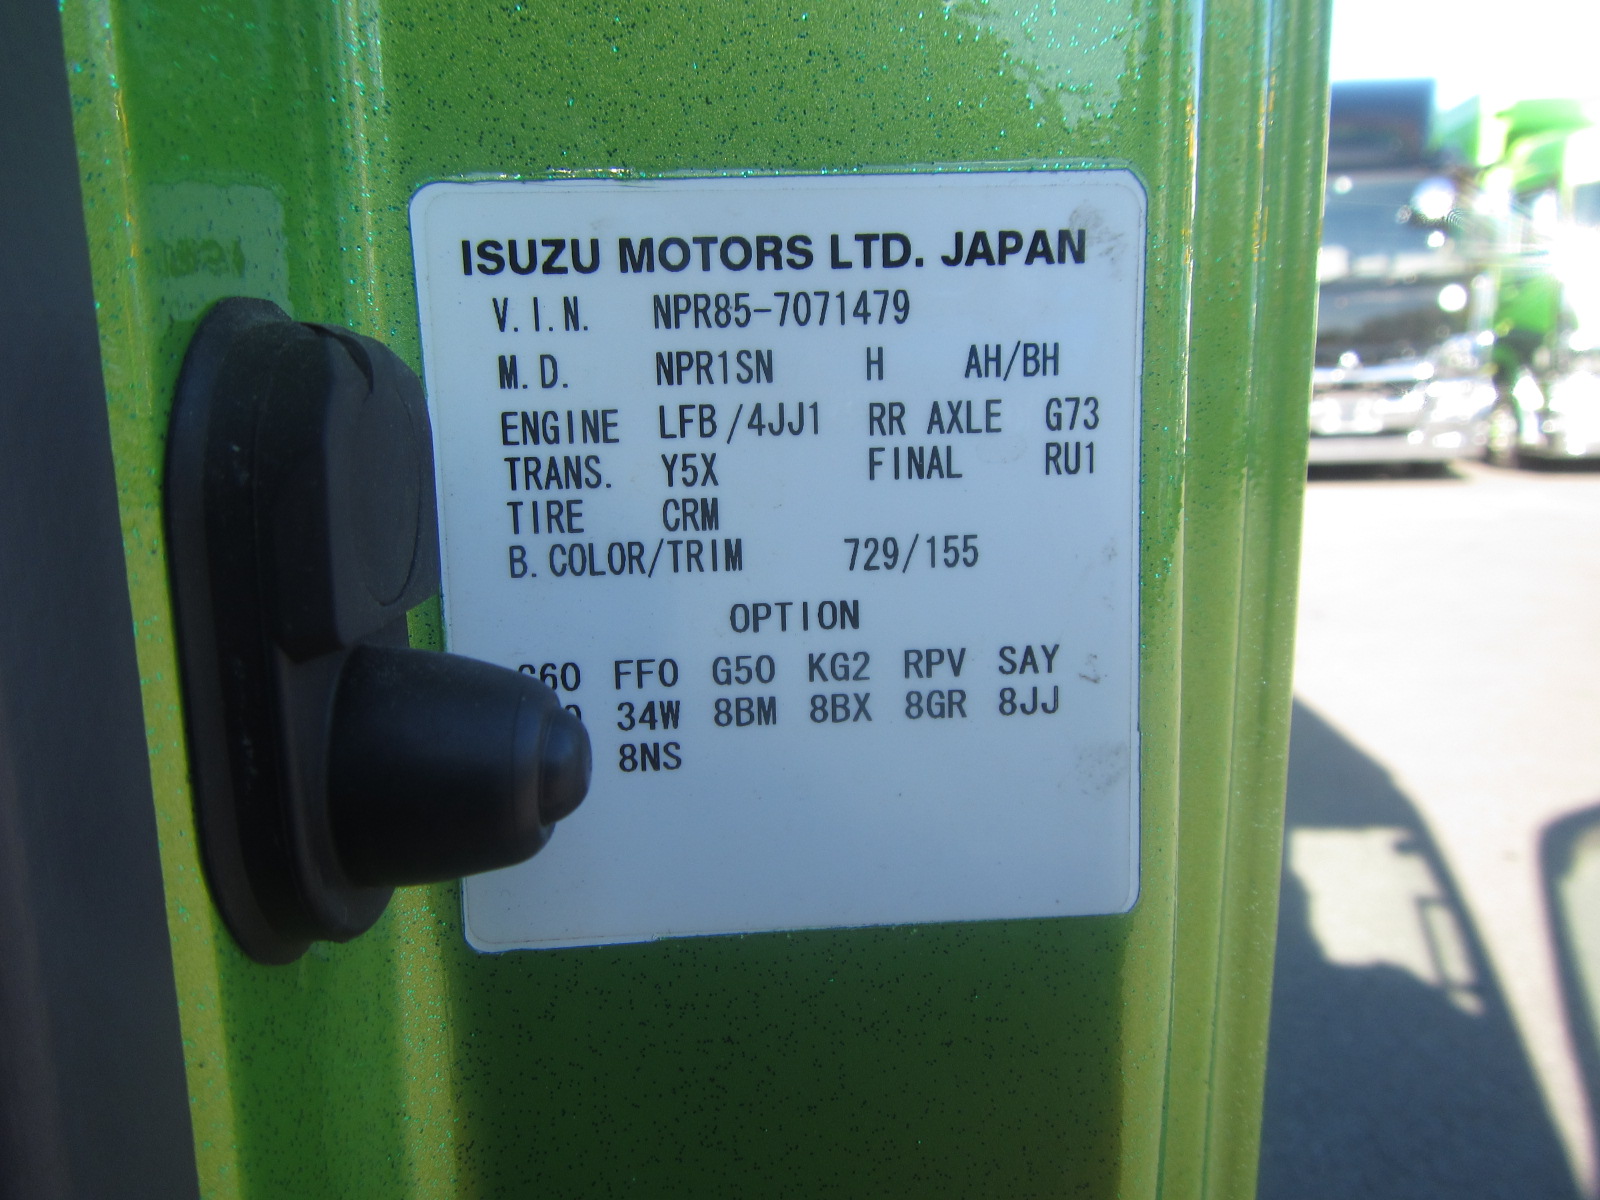 ISUZU MOTORS LTD. JAPAN
V.I.N. NPR85-7071479
M.D. NPR1SN H AH/BH
ENGINE LFB/4JJ1 RR AXLE G73
TRANS. Y5X FINAL RU1
TIRE CRM
B.COLOR/TRIM 729/155
OPTION
FF0 G50 KG2 RPV SAY
34W 8BM 8BX 8GR 8JJ
8NS